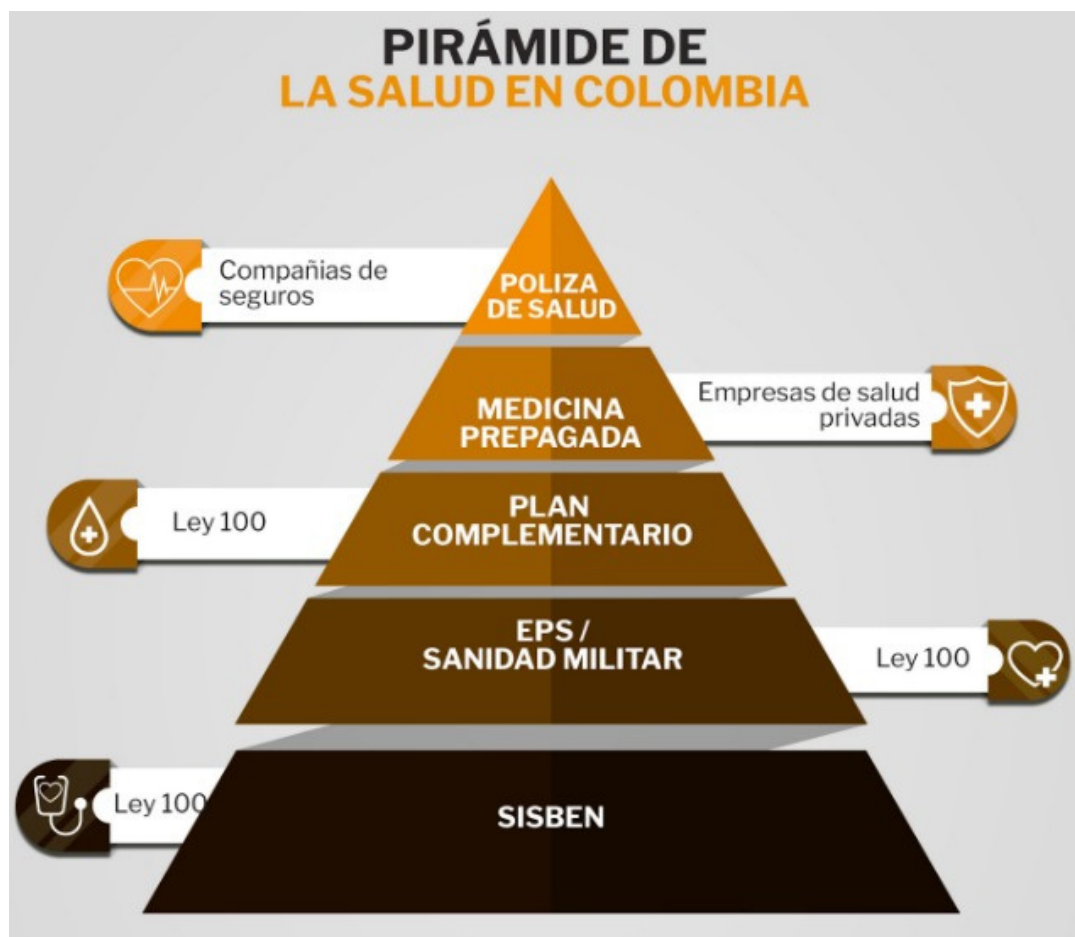 PIRÁMIDE DE
LA SALUD EN COLOMBIA
Compañias de
seguros
POLIZA
DE SALUD
Empresas de salud
privadas
MEDICINA
PREPAGADA
Ley 100
PLAN
COMPLEMENTARIO
EPS /
SANIDAD MILITAR
Ley 100
Ley 100
SISBEN